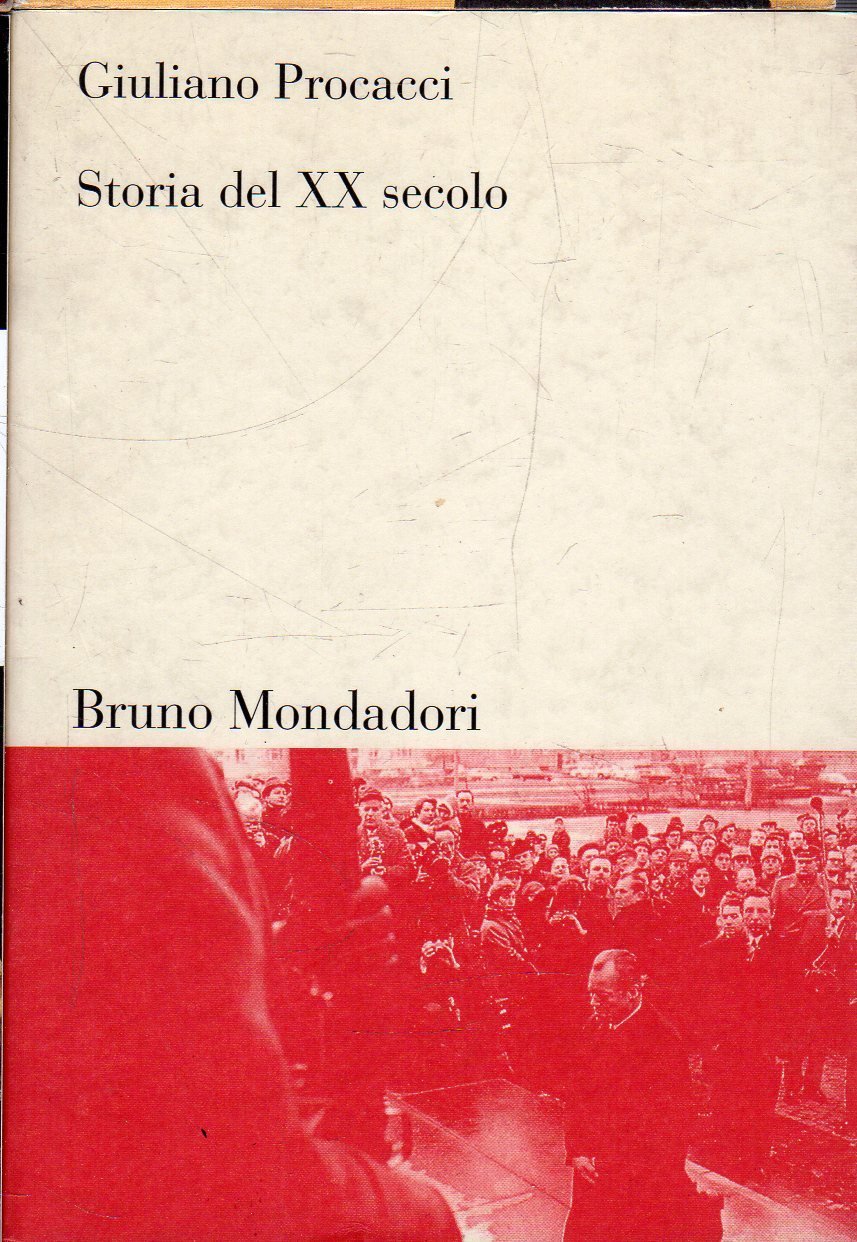 Giuliano Procacci
Storia del XX secolo
Bruno Mondadori